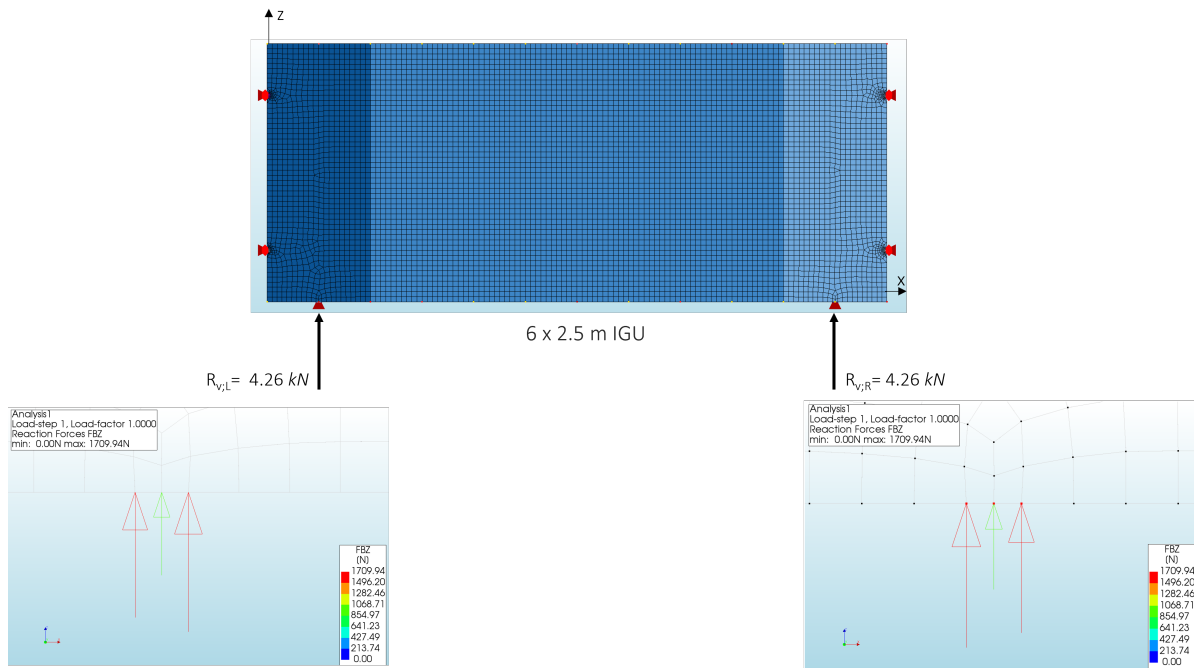 Z
X
6 x 2.5 m IGU
Rv;L= 4.26 kN
Rv;R= 4.26 kN
Analysis1
Load-step 1, Load-factor 1.0000
Reaction Forces FBZ
min: 0.00N max: 1709.94N
FBZ
(N)
1709.94
1496.20
1282.46
1068.71
854.97
641.23
427.49
213.74
0.00
Analysis1
Load-step 1, Load-factor 1.0000
Reaction Forces FBZ
min: 0.00N max: 1709.94N
FBZ
(N)
1709.94
1496.20
1282.46
1068.71
854.97
641.23
427.49
213.74
0.00